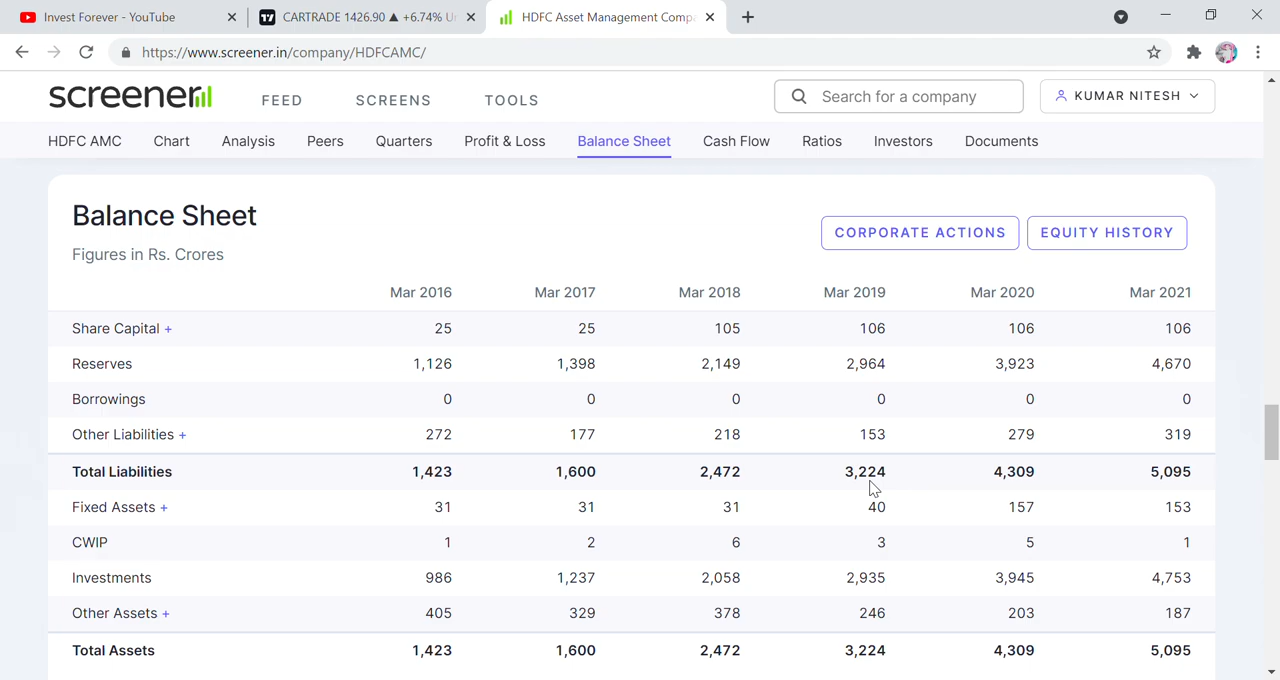 Invest Forever - YouTube
CARTRADE 1426.90 ▲ +6.74% U
HDFC Asset Management Comp
https://www.screener.in/company/HDFCAMC/
screener
FEED SCREENS TOOLS
Search for a company
KUMAR NITESH
HDFC AMC Chart Analysis Peers Quarters Profit & Loss Balance Sheet Cash Flow Ratios Investors Documents
Balance Sheet
Figures in Rs. Crores
CORPORATE ACTIONS EQUITY HISTORY
Mar 2016 Mar 2017 Mar 2018 Mar 2019 Mar 2020 Mar 2021
Share Capital + 25 25 105 106 106 106
Reserves 1,126 1,398 2,149 2,964 3,923 4,670
Borrowings 0 0 0 0 0 0
Other Liabilities + 272 177 218 153 279 319
Total Liabilities 1,423 1,600 2,472 3,224 4,309 5,095
Fixed Assets + 31 31 31 40 157 153
CWIP 1 2 6 3 5 1
Investments 986 1,237 2,058 2,935 3,945 4,753
Other Assets + 405 329 378 246 203 187
Total Assets 1,423 1,600 2,472 3,224 4,309 5,095